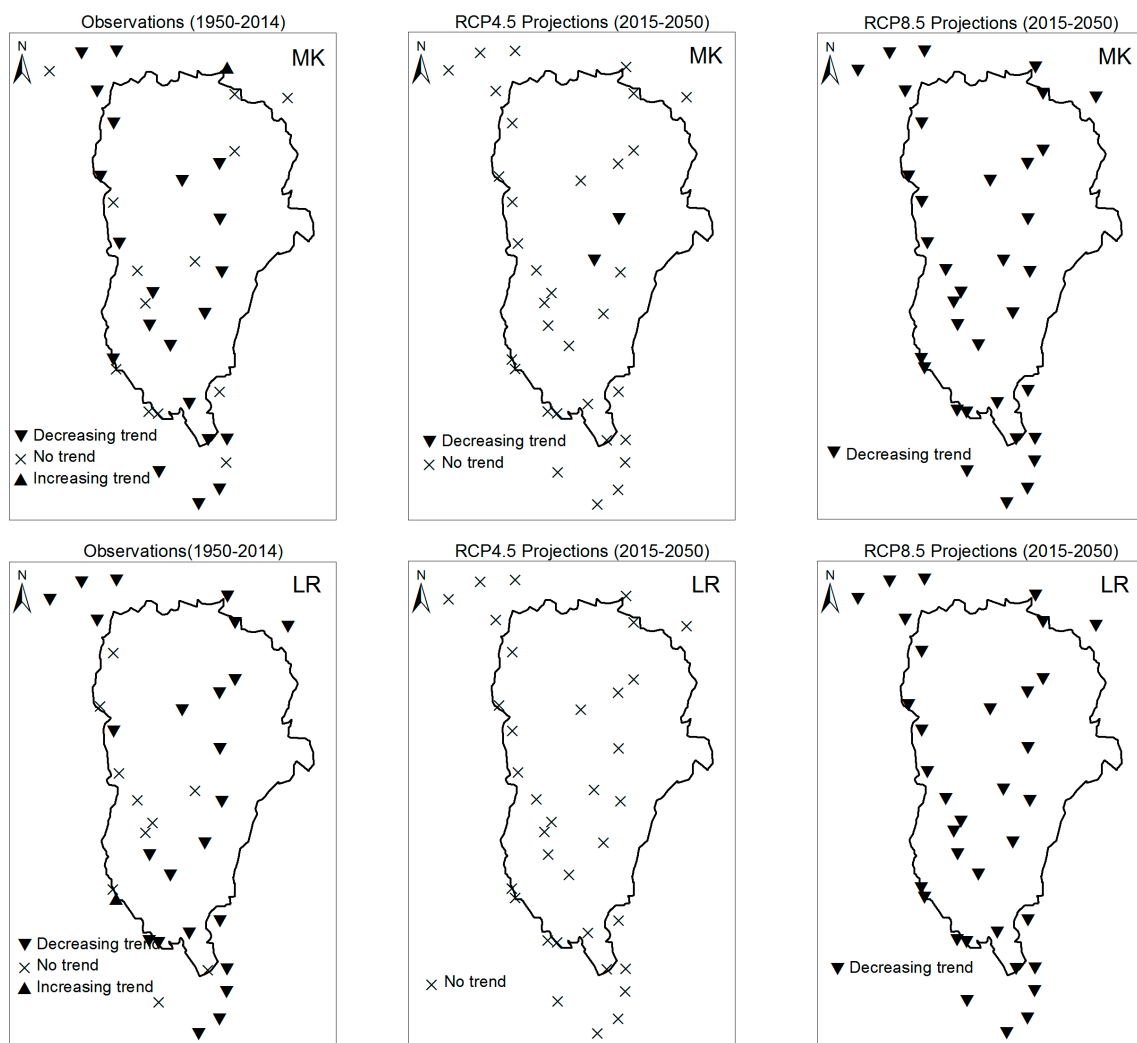 Observations (1950-2014)
N
MK
Decreasing trend
No trend
Increasing trend
RCP4.5 Projections (2015-2050)
N
MK
Decreasing trend
No trend
RCP8.5 Projections (2015-2050)
N
MK
Decreasing trend
Observations(1950-2014)
N
LR
Decreasing trend
No trend
Increasing trend
RCP4.5 Projections (2015-2050)
N
LR
No trend
RCP8.5 Projections (2015-2050)
N
LR
Decreasing trend